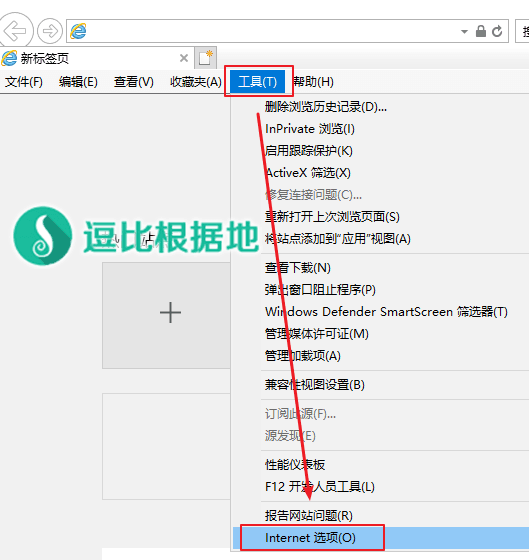 搜
新标签页
文件(F) 编辑(E) 查看(V) 收藏夹(A) 工具(T) 帮助(H)
删除浏览历史记录(D)...
InPrivate 浏览(I)
启用跟踪保护(K)
ActiveX 筛选(X)
修复连接问题(C)...
重新打开上次浏览页面(S)
逗比根据地
将站点添加到“应用”视图(A)
查看下载(N)
弹出窗口阻止程序(P)
Windows Defender SmartScreen 筛选器(T)
管理媒体许可证(M)
管理加载项(A)
兼容性视图设置(B)
订阅此源(F)...
源发现(E)
性能仪表板
F12 开发人员工具(L)
报告网站问题(R)
Internet 选项(O)